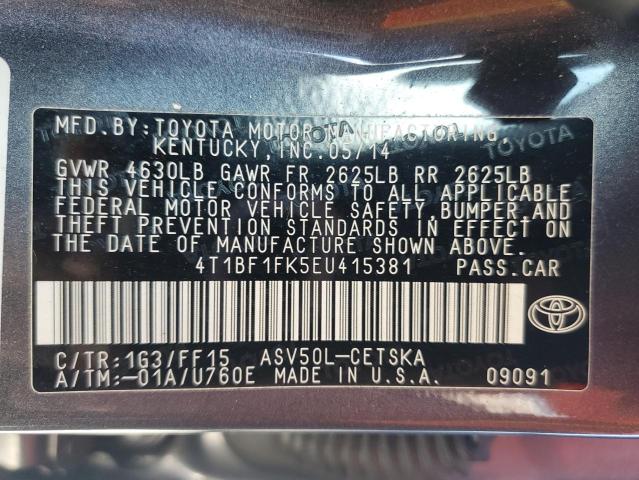 MFD. BY: TOYOTA MOTOR MANUFACTURING
KENTUCKY, INC. 05/14
GVWR 4630LB GAWR FR 2625LB RR 2625LB
THIS VEHICLE CONFORMS TO ALL APPLICABLE
FEDERAL MOTOR VEHICLE SAFETY, BUMPER, AND
THEFT PREVENTION STANDARDS IN EFFECT ON
THE DATE OF MANUFACTURE SHOWN ABOVE.
4T1BF1FK5EU415381 PASS.CAR
C/TR: 1G3/FF15 ASV50L-CETSKA
A/TM: -01A/U760E MADE IN U.S.A. 09091